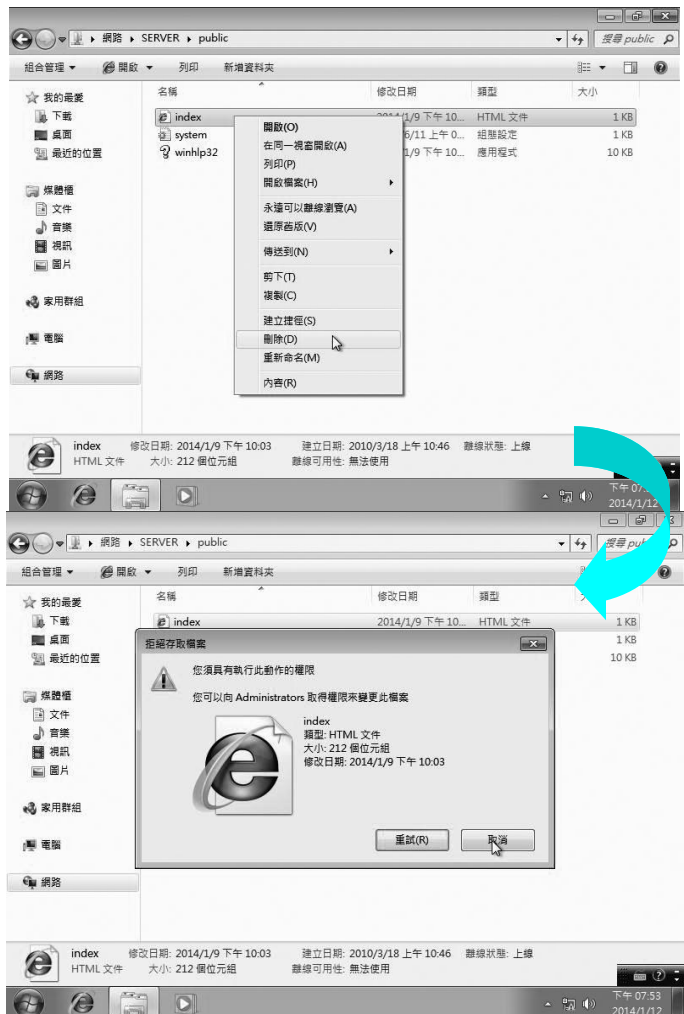 網路 ▸ SERVER ▸ public
搜尋 public
組合管理 ▾ 開啟 ▾ 列印 新增資料夾
名稱 修改日期 類型 大小
我的最愛
下載
桌面
最近的位置
媒體櫃
文件
音樂
視訊
圖片
家用群組
電腦
網路
index 2014/1/9 下午 10... HTML 文件 1 KB
system 6/11 上午 0... 組態設定 1 KB
winhlp32 1/9 下午 10... 應用程式 10 KB
開啟(O)
在同一視窗開啟(A)
列印(P)
開啟檔案(H)
永遠可以離線瀏覽(A)
還原舊版(V)
傳送到(N)
剪下(T)
複製(C)
建立捷徑(S)
刪除(D)
重新命名(M)
內容(R)
index 修改日期: 2014/1/9 下午 10:03 建立日期: 2010/3/18 上午 10:46 離線狀態: 上線
HTML 文件 大小: 212 個位元組 離線可用性: 無法使用
下午 07
2014/1/12
網路 ▸ SERVER ▸ public
搜尋 pu
組合管理 ▾ 開啟 ▾ 列印 新增資料夾
名稱 修改日期 類型
我的最愛
下載
桌面
最近的位置
媒體櫃
文件
音樂
視訊
圖片
家用群組
電腦
網路
index 2014/1/9 下午 10... HTML 文件 1 KB
1 KB
10 KB
拒絕存取檔案
您須具有執行此動作的權限
您可以向 Administrators 取得權限來變更此檔案
index
類型: HTML 文件
大小: 212 個位元組
修改日期: 2014/1/9 下午 10:03
重試(R) 取消
index 修改日期: 2014/1/9 下午 10:03 建立日期: 2010/3/18 上午 10:46 離線狀態: 上線
HTML 文件 大小: 212 個位元組 離線可用性: 無法使用
下午 07:53
2014/1/12